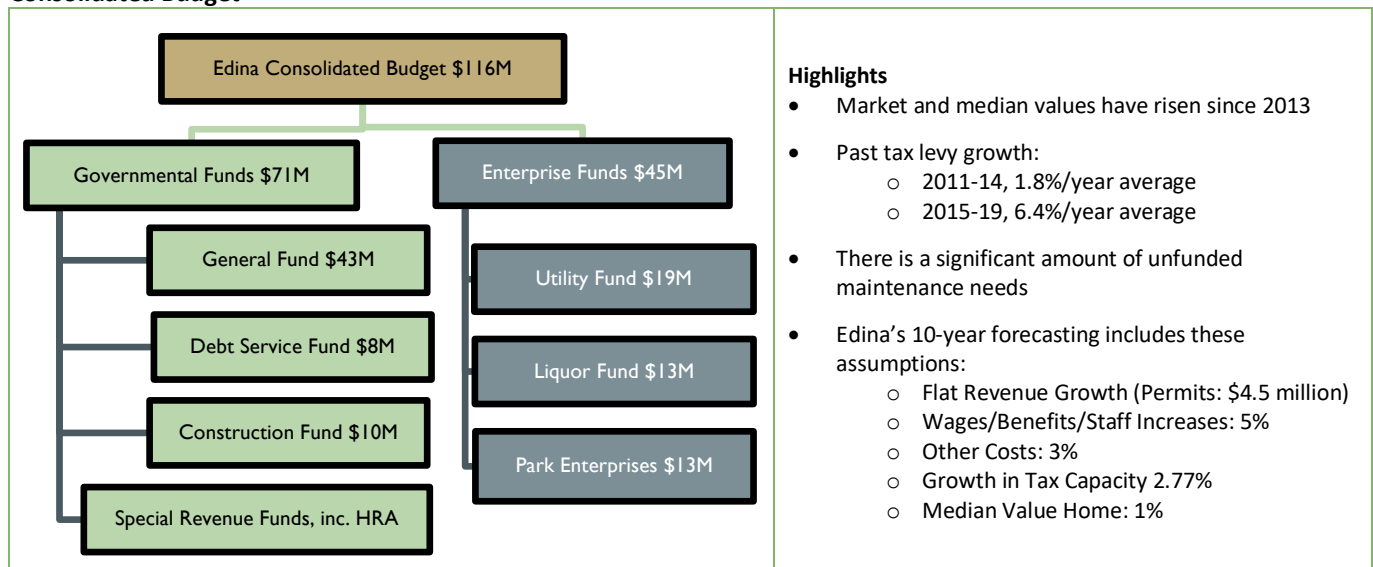 Consolidated Budget
Edina Consolidated Budget $116M
Governmental Funds $71M
General Fund $43M
Debt Service Fund $8M
Construction Fund $10M
Special Revenue Funds, inc. HRA
Enterprise Funds $45M
Utility Fund $19M
Liquor Fund $13M
Park Enterprises $13M
Highlights
• Market and median values have risen since 2013
• Past tax levy growth:
o 2011-14, 1.8%/year average
o 2015-19, 6.4%/year average
• There is a significant amount of unfunded
maintenance needs
• Edina’s 10-year forecasting includes these
assumptions:
o Flat Revenue Growth (Permits: $4.5 million)
o Wages/Benefits/Staff Increases: 5%
o Other Costs: 3%
o Growth in Tax Capacity 2.77%
o Median Value Home: 1%